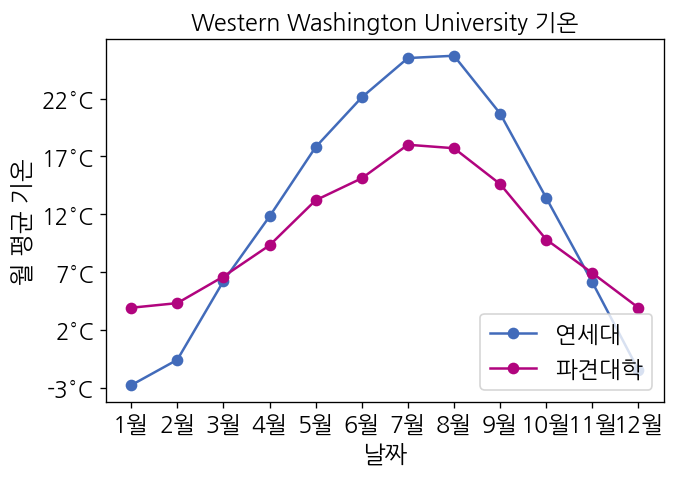 Western Washington University 기온
월 평균 기온
22°C
17°C
12°C
7°C
2°C
-3°C
연세대
파견대학
1월 2월 3월 4월 5월 6월 7월 8월 9월 10월 11월 12월
날짜